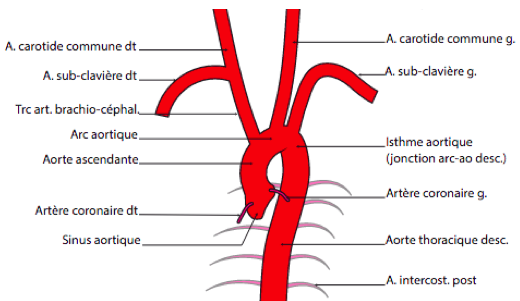 A. carotide commune dt
A. sub-clavière dt
Trc art. brachio-céphal.
Arc aortique
Aorte ascendante
Artère coronaire dt
Sinus aortique
A. carotide commune g.
A. sub-clavière g.
Isthme aortique
(jonction arc-ao desc.)
Artère coronaire g.
Aorte thoracique desc.
A. intercost. post